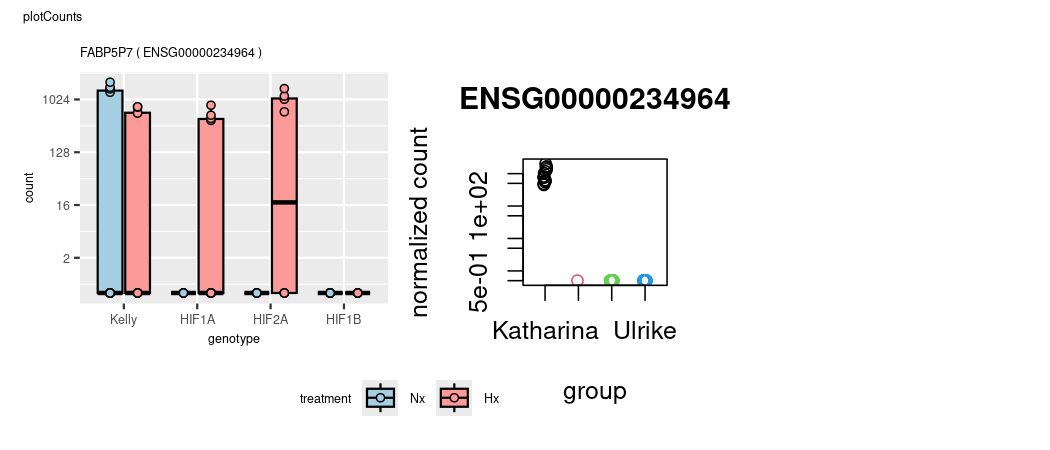 plotCounts
FABP5P7 ( ENSG00000234964 )
count
1024
128
16
2
Kelly HIF1A HIF2A HIF1B
genotype
treatment Nx Hx
ENSG00000234964
normalized count
5e-01 1e+02
Katharina Ulrike
group